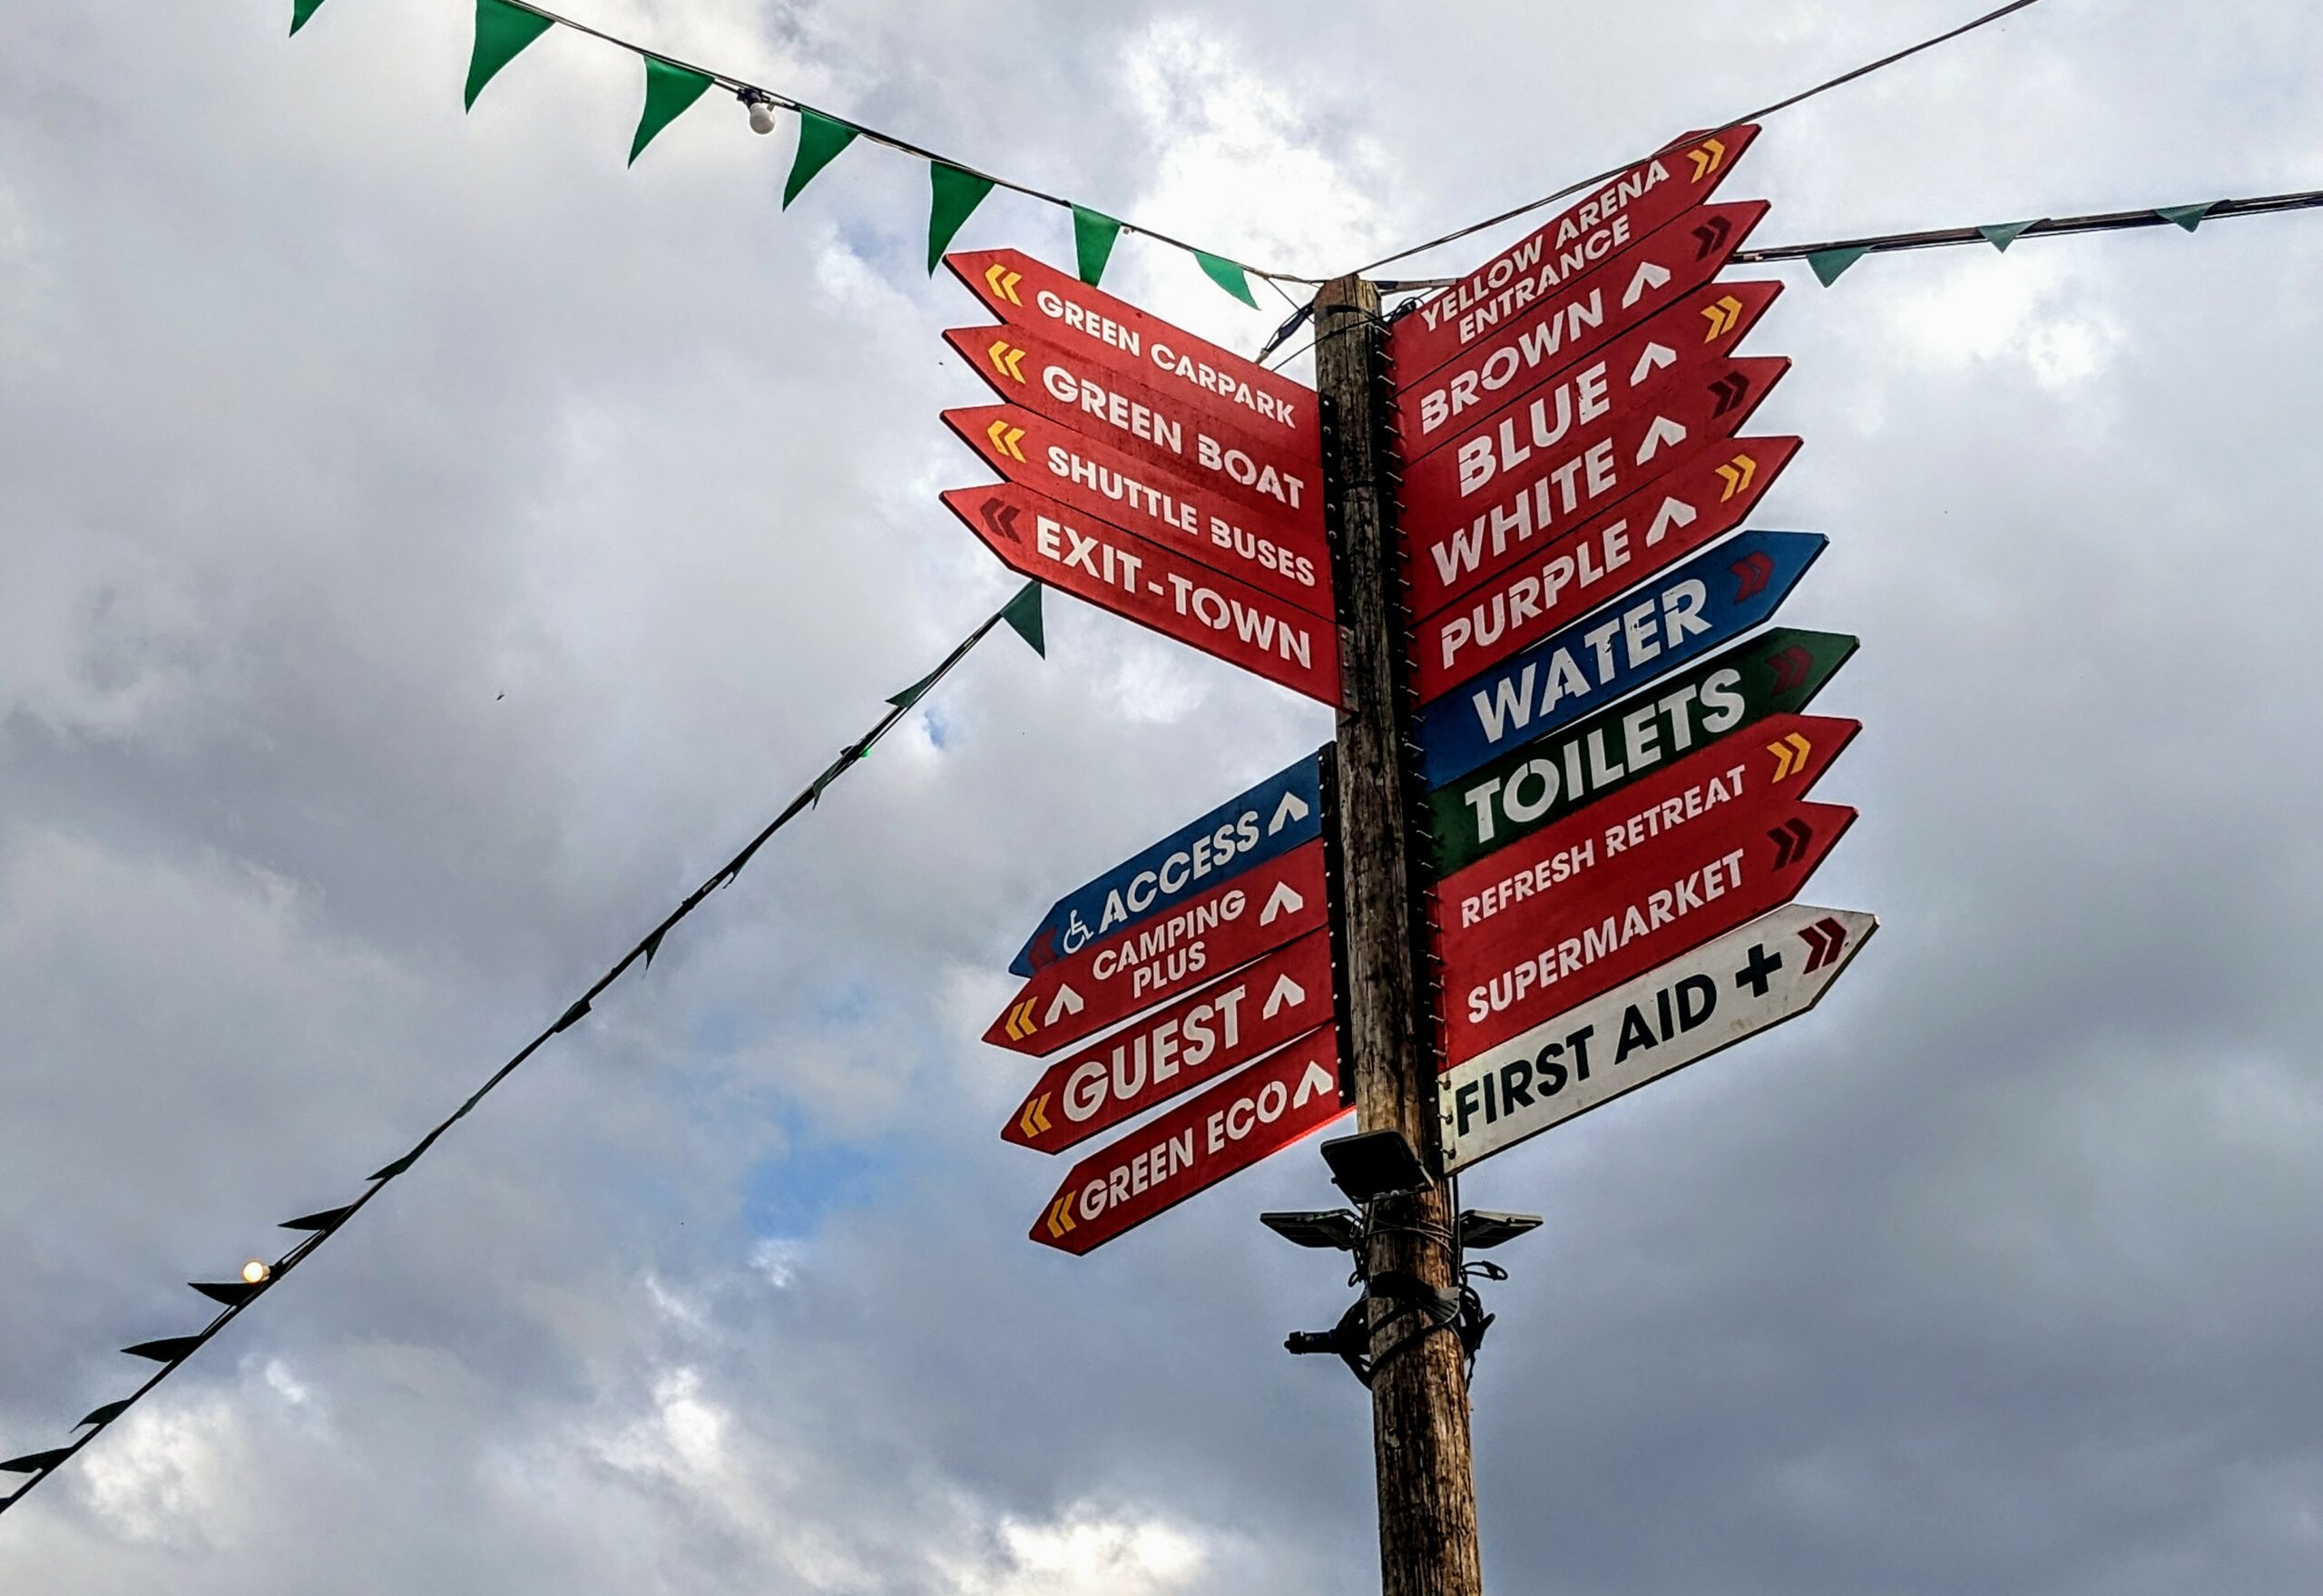 GREEN CARPARK
GREEN BOAT
SHUTTLE BUSES
EXIT-TOWN
YELLOW ARENA
ENTRANCE
BROWN
BLUE
WHITE
PURPLE
WATER
TOILETS
REFRESH RETREAT
SUPERMARKET
FIRST AID +
ACCESS
CAMPING
PLUS
GUEST
GREEN ECO